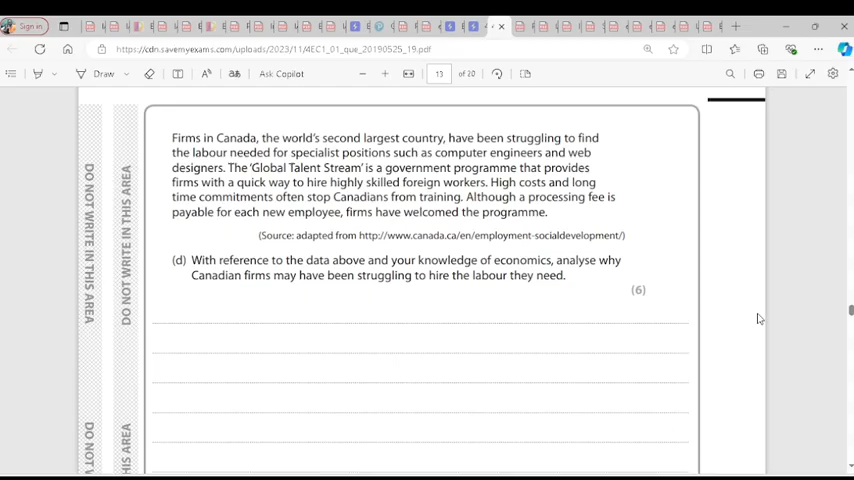 Sign in
https://cdn.savemyexams.com/uploads/2023/11/4EC1_01_que_20190525_19.pdf
Draw
Ask Copilot
13 of 20
Firms in Canada, the world's second largest country, have been struggling to find
the labour needed for specialist positions such as computer engineers and web
designers. The 'Global Talent Stream' is a government programme that provides
firms with a quick way to hire highly skilled foreign workers. High costs and long
time commitments often stop Canadians from training. Although a processing fee is
payable for each new employee, firms have welcomed the programme.
(Source: adapted from http://www.canada.ca/en/employment-socialdevelopment/)
(d) With reference to the data above and your knowledge of economics, analyse why
Canadian firms may have been struggling to hire the labour they need.
(6)
DO NOT WRITE IN THIS AREA
DO NOT WRITE IN THIS AREA